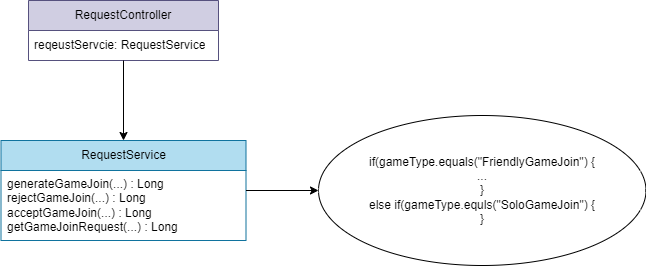 RequestController
reqeustServcie: RequestService
RequestService
generateGameJoin(...) : Long
rejectGameJoin(...) : Long
acceptGameJoin(...) : Long
getGameJoinRequest(...) : Long
if(gameType.equals("FriendlyGameJoin") {
...
}
else if(gameType.equls("SoloGameJoin") {
}